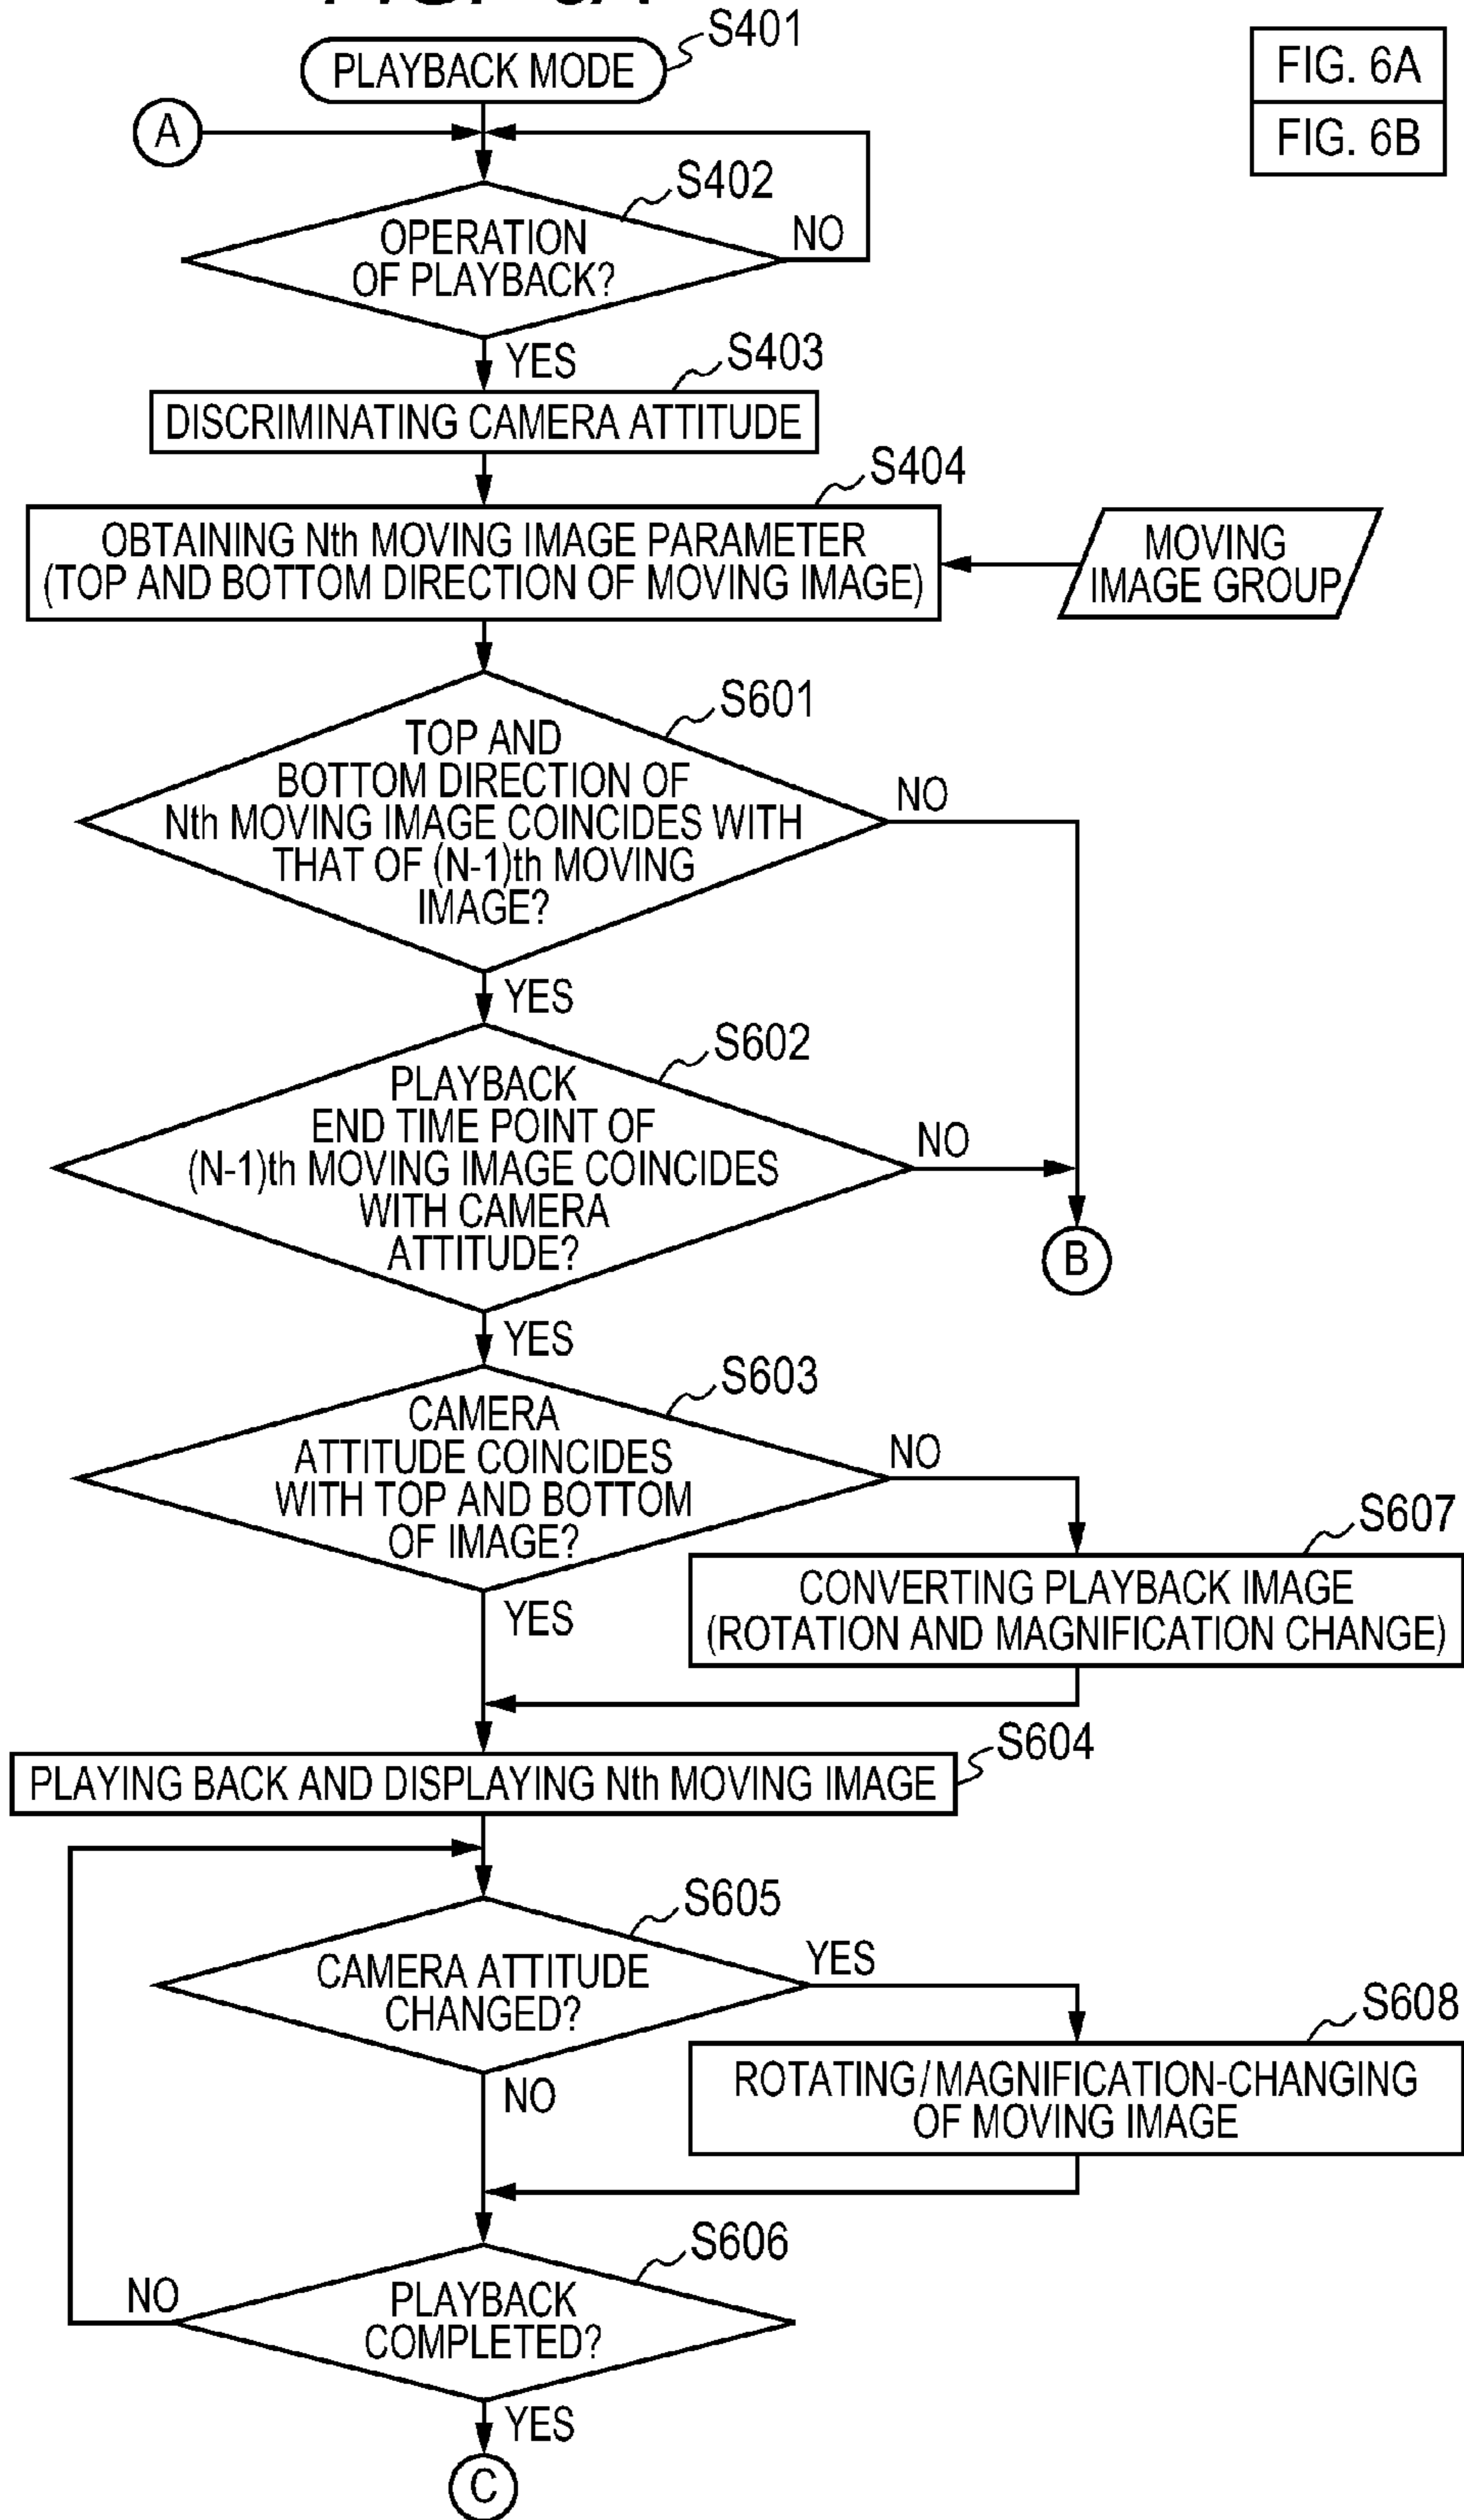 S401
PLAYBACK MODE
FIG. 6A
FIG. 6B
A
S402
OPERATION
OF PLAYBACK?
NO
YES
S403
DISCRIMINATING CAMERA ATTITUDE
S404
OBTAINING Nth MOVING IMAGE PARAMETER
(TOP AND BOTTOM DIRECTION OF MOVING IMAGE)
MOVING
IMAGE GROUP
S601
TOP AND
BOTTOM DIRECTION OF
Nth MOVING IMAGE COINCIDES WITH
THAT OF (N-1)th MOVING
IMAGE?
NO
YES
S602
PLAYBACK
END TIME POINT OF
(N-1)th MOVING IMAGE COINCIDES
WITH CAMERA
ATTITUDE?
NO
B
YES
S603
CAMERA
ATTITUDE COINCIDES
WITH TOP AND BOTTOM
OF IMAGE?
NO
S607
CONVERTING PLAYBACK IMAGE
(ROTATION AND MAGNIFICATION CHANGE)
YES
S604
PLAYING BACK AND DISPLAYING Nth MOVING IMAGE
S605
CAMERA ATTITUDE
CHANGED?
YES
S608
ROTATING/MAGNIFICATION-CHANGING
OF MOVING IMAGE
NO
S606
PLAYBACK
COMPLETED?
NO
YES
C